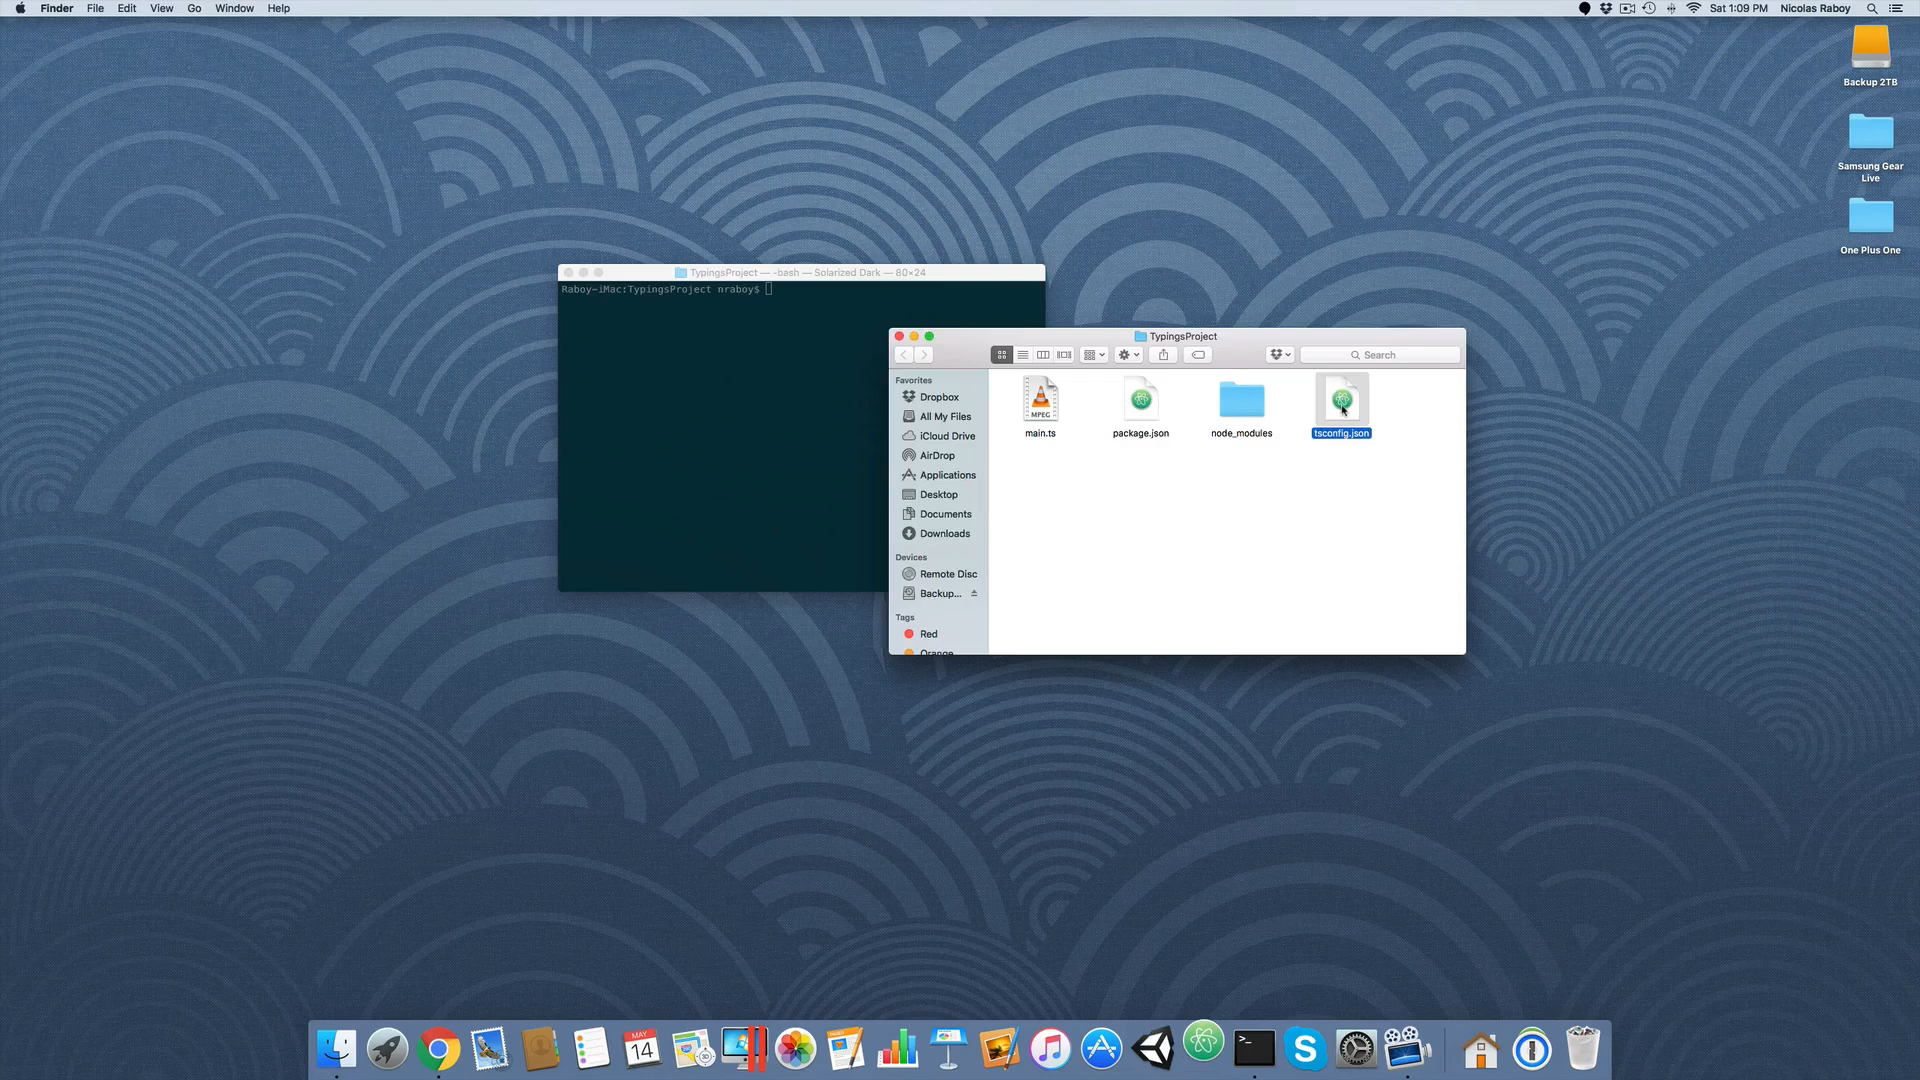 Finder File Edit View Go Window Help
Sat 1:09 PM Nicolas Raboy
Backup 2TB
Samsung Gear
Live
One Plus One
TypingsProject — -bash — Solarized Dark — 80×24
Raboy-iMac:TypingsProject nraboy$
TypingsProject
Search
Favorites
Dropbox
All My Files
iCloud Drive
AirDrop
Applications
Desktop
Documents
Downloads
Devices
Remote Disc
Backup...
Tags
Red
Orange
MPEG
main.ts
package.json
node_modules
tsconfig.json
MAY
14
3D
>_
S